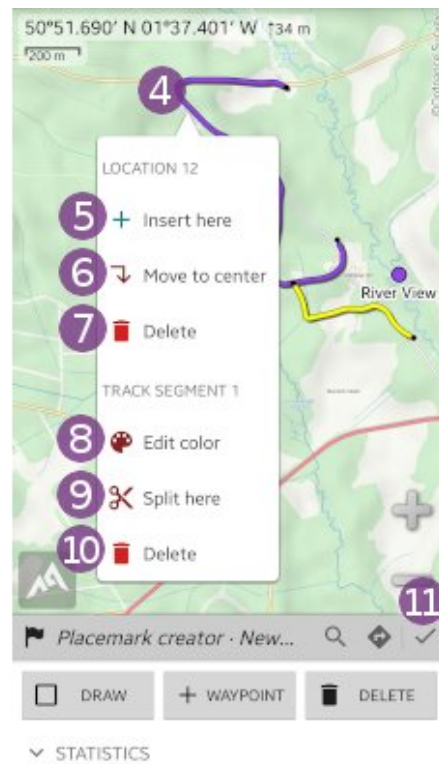 50°51.690′ N 01°37.401′ W ↑34 m
200 m
4
LOCATION 12
5 + Insert here
6 Move to center
7 Delete
River View
TRACK SEGMENT 1
8 Edit color
9 Split here
10 Delete
11
Placemark creator · New...
DRAW + WAYPOINT DELETE
STATISTICS